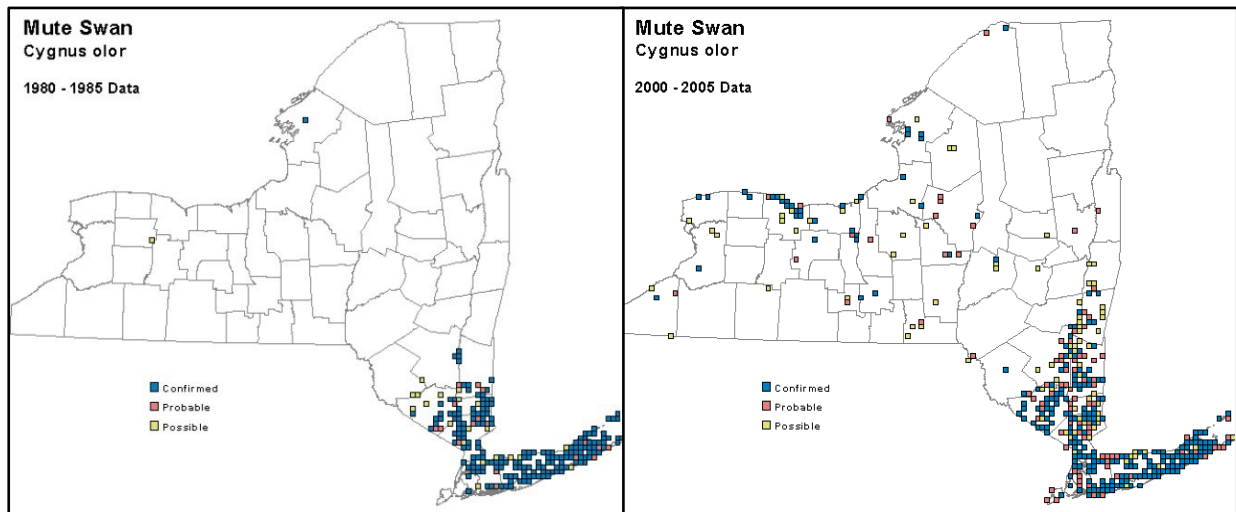 Mute Swan
Cygnus olor
1980 - 1985 Data
Confirmed
Probable
Possible
Mute Swan
Cygnus olor
2000 - 2005 Data
Confirmed
Probable
Possible